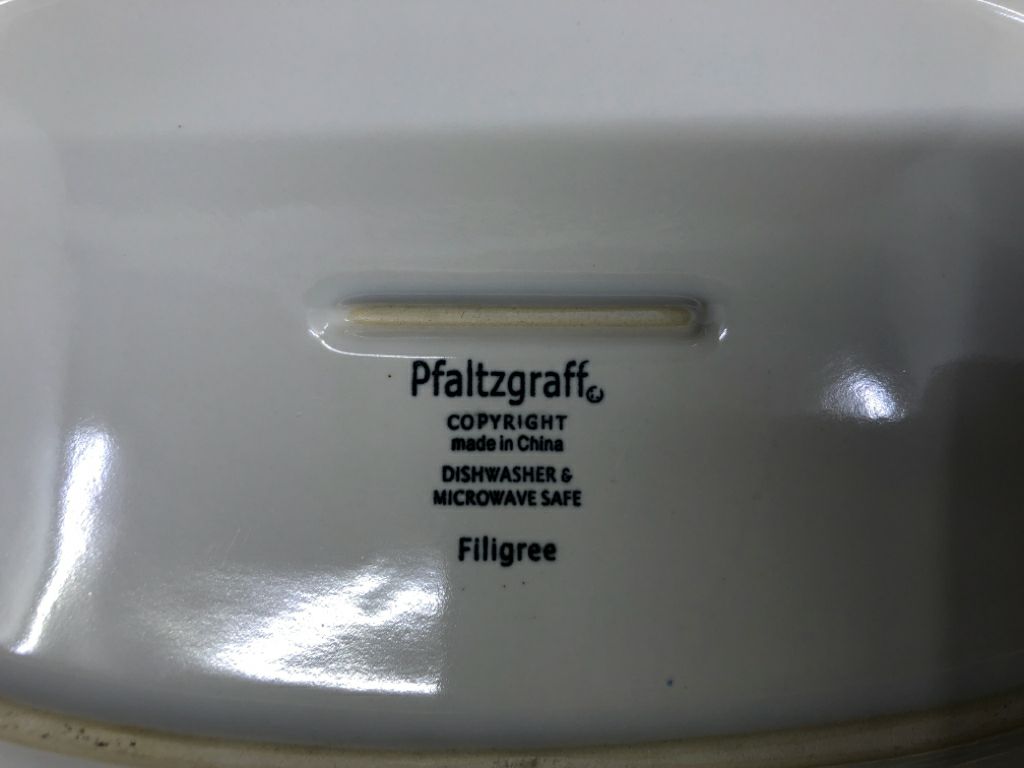 Pfaltzgraff
COPYRIGHT
made in China
DISHWASHER &
MICROWAVE SAFE
Filigree